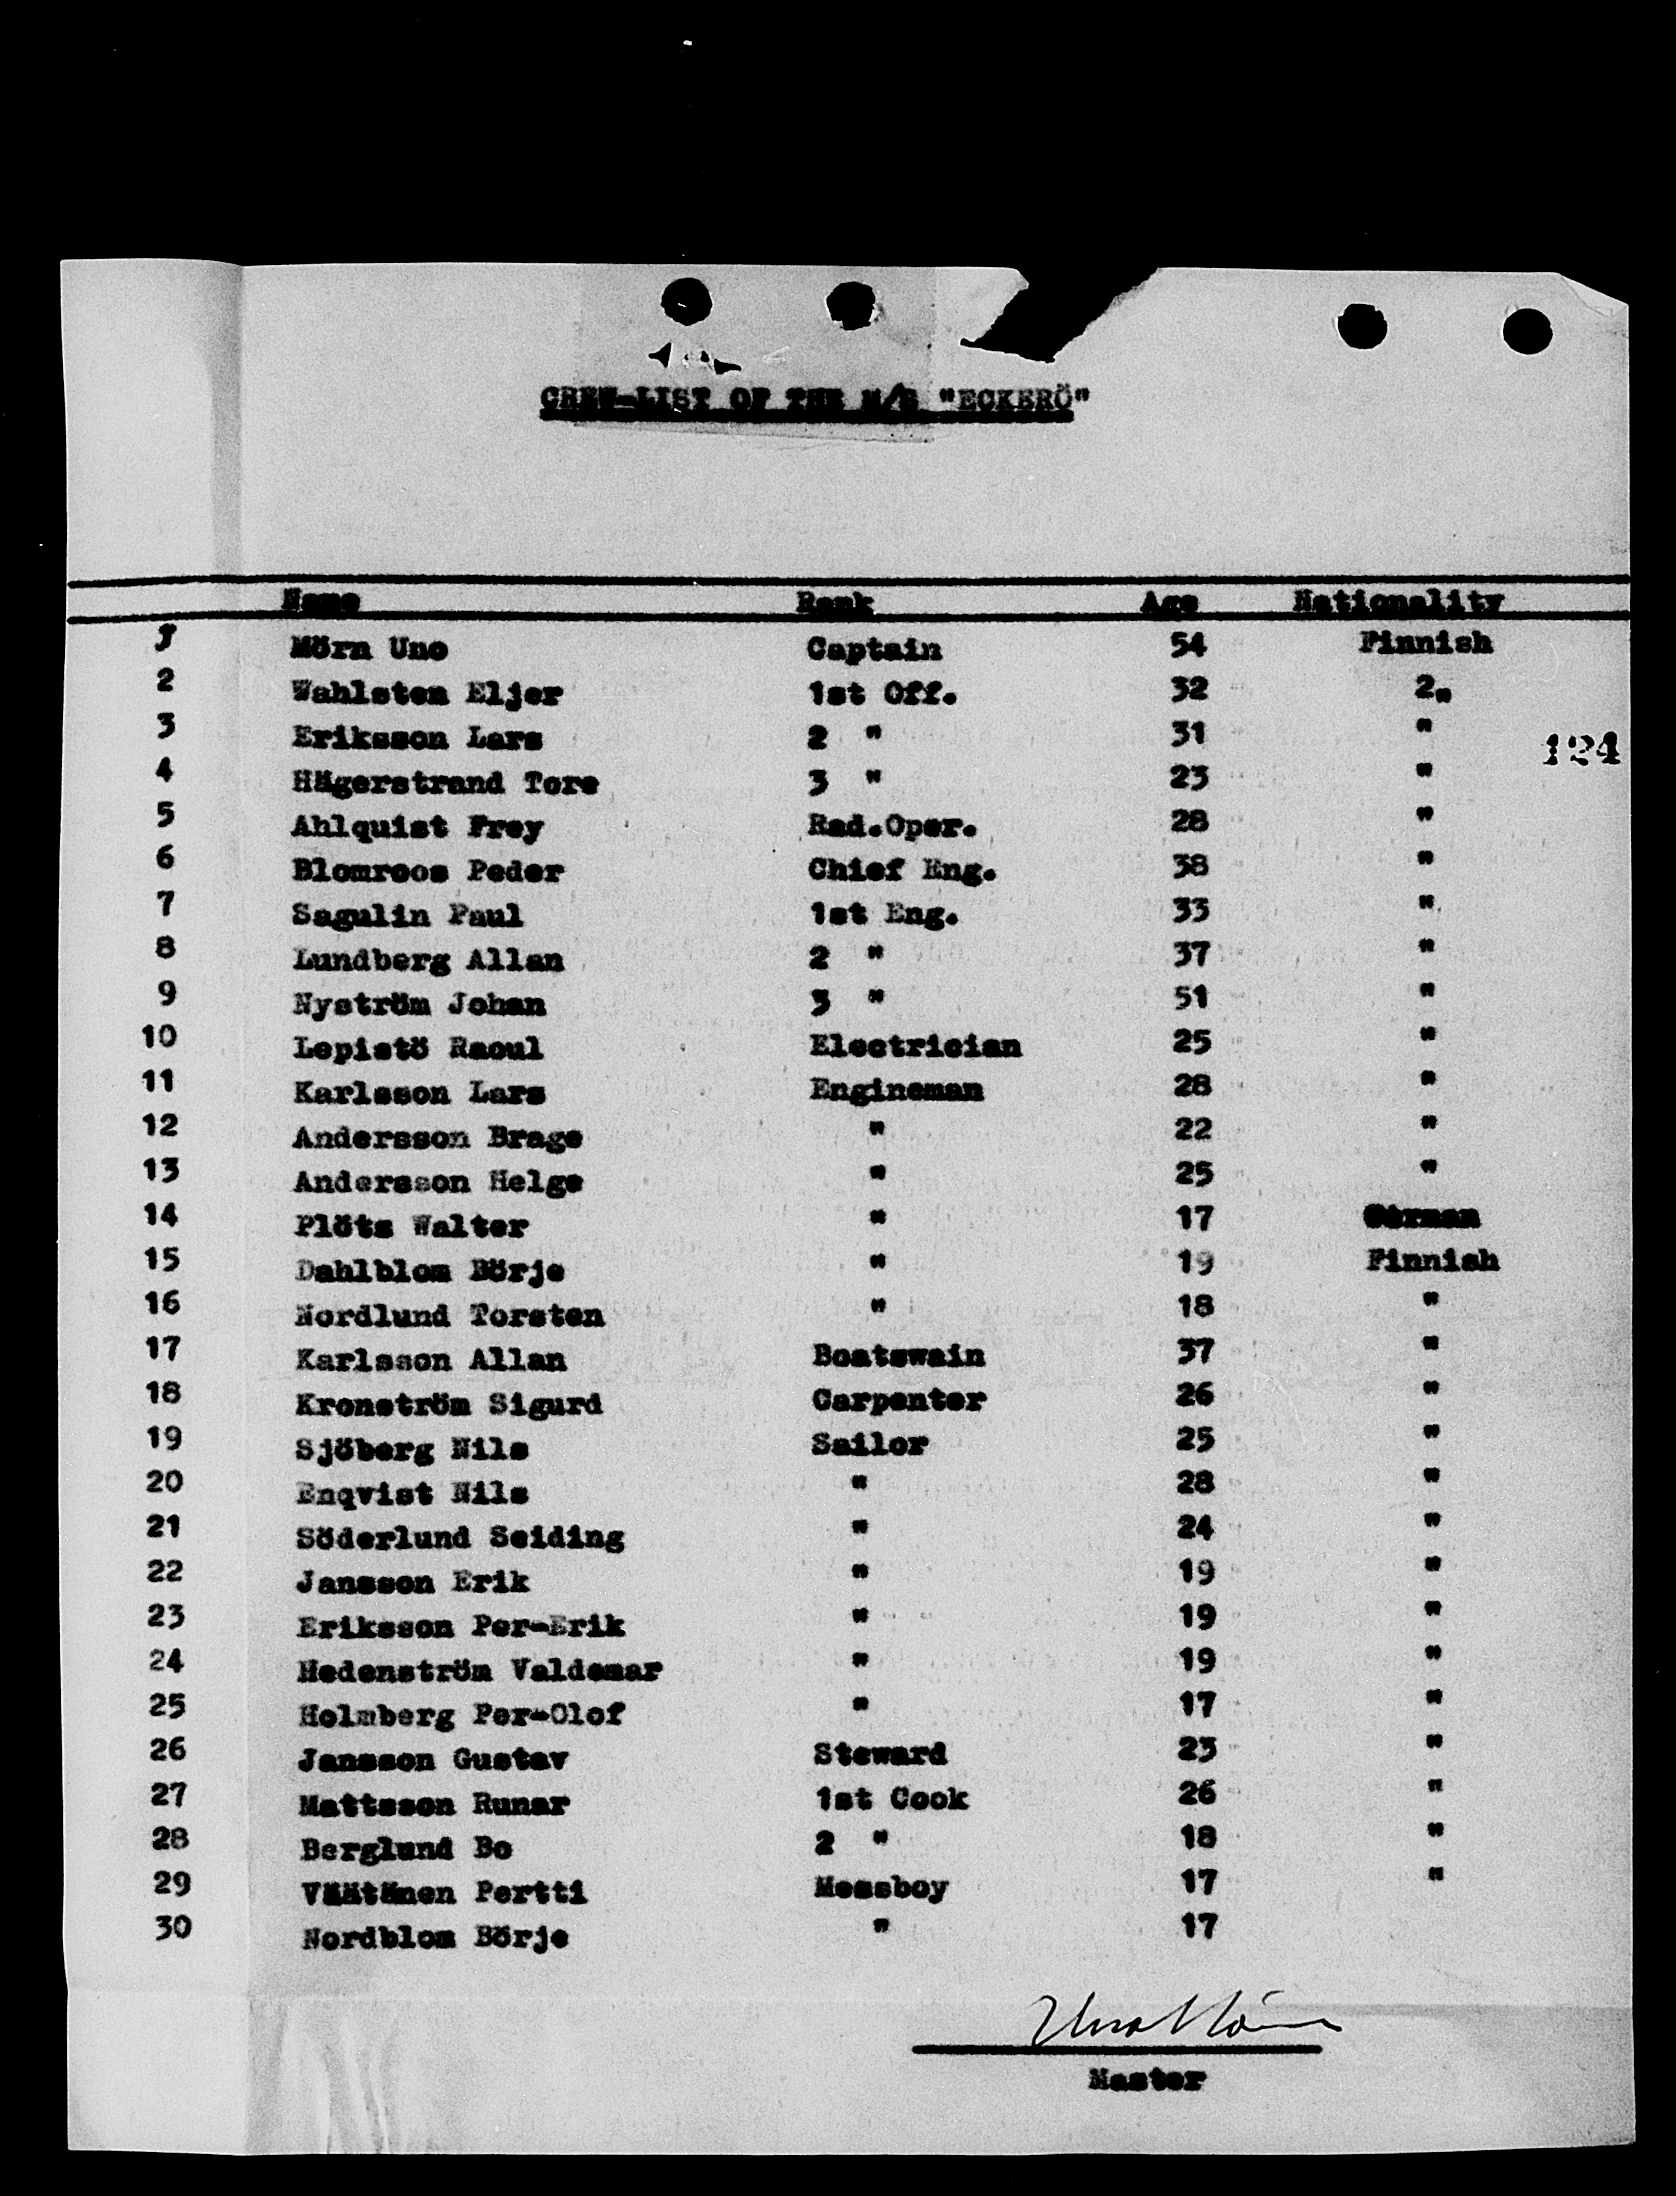 CREW-LIST OF THE M/S "ECKERÖ"
Name Rank Age Nationality
1 Mörn Uno Captain 54 Finnish
2 Wahlsten Eljer 1st Off. 32 2"
3 Eriksson Lars 2 " 31 "
124
4 Hägerstrand Tore 3 " 23 "
5 Ahlquist Frey Rad.Oper. 28 "
6 Blomroos Peder Chief Eng. 38 "
7 Sagulin Paul 1st Eng. 33 "
8 Lundberg Allan 2 " 37 "
9 Nyström Johan 3 " 51 "
10 Lepistö Raoul Electrician 25 "
11 Karlsson Lars Engineman 28 "
12 Andersson Brage " 22 "
13 Andersson Helge " 25 "
14 Plöts Walter " 17 German
15 Dahlblom Börje " 19 Finnish
16 Nordlund Torsten " 18 "
17 Karlsson Allan Boatswain 37 "
18 Kronström Sigurd Carpenter 26 "
19 Sjöberg Nils Sailor 25 "
20 Enqvist Nils " 28 "
21 Söderlund Seiding " 24 "
22 Jansson Erik " 19 "
23 Eriksson Per-Erik " 19 "
24 Hedenström Valdemar " 19 "
25 Holmberg Per-Olof " 17 "
26 Jansson Gustav Steward 23 "
27 Mattsson Runar 1st Cook 26 "
28 Berglund Bo 2 " 18 "
29 Väätänen Pertti Messboy 17 "
30 Nordblom Börje " 17
Uno Mörn
Master